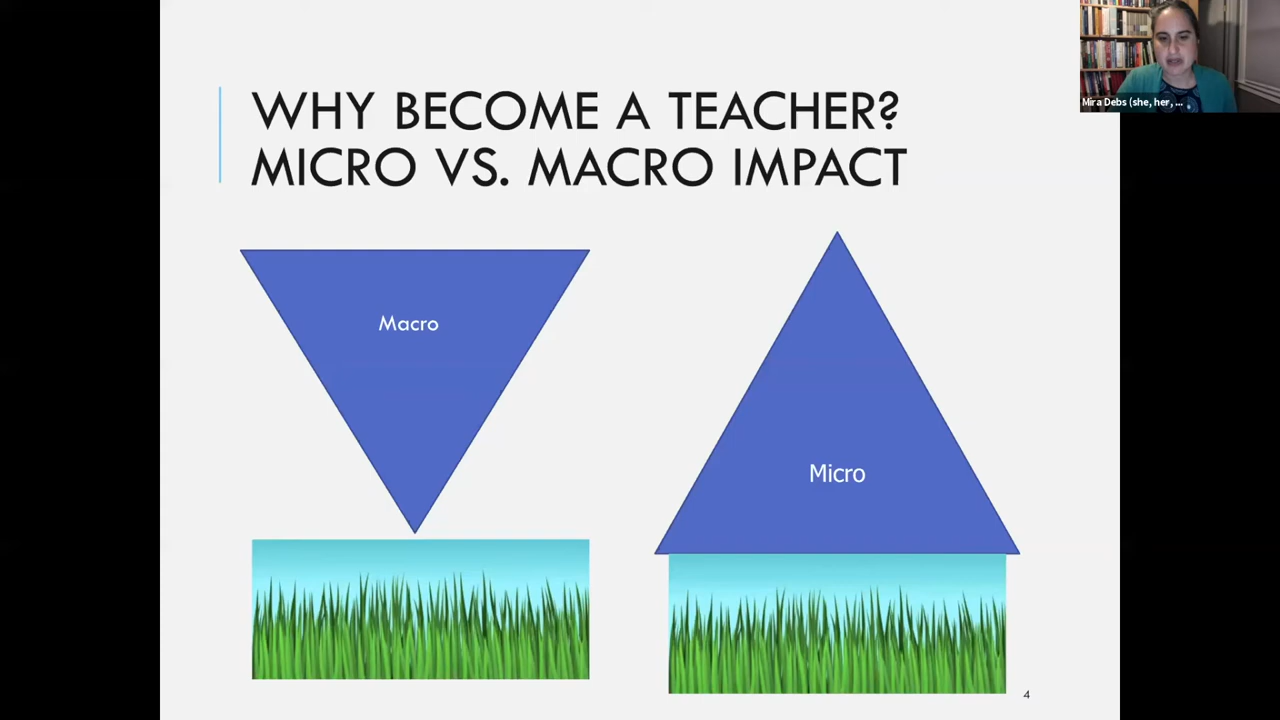 Mira Debs (she, her, ...
WHY BECOME A TEACHER?
MICRO VS. MACRO IMPACT
Macro
Micro
4